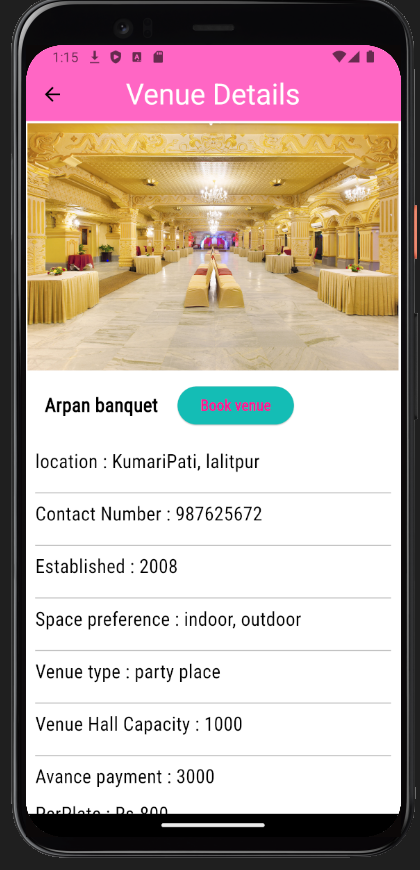 1:15
Venue Details
Arpan banquet
Book venue
location : KumariPati, lalitpur
Contact Number : 987625672
Established : 2008
Space preference : indoor, outdoor
Venue type : party place
Venue Hall Capacity : 1000
Avance payment : 3000
PerPlate : Rs 800